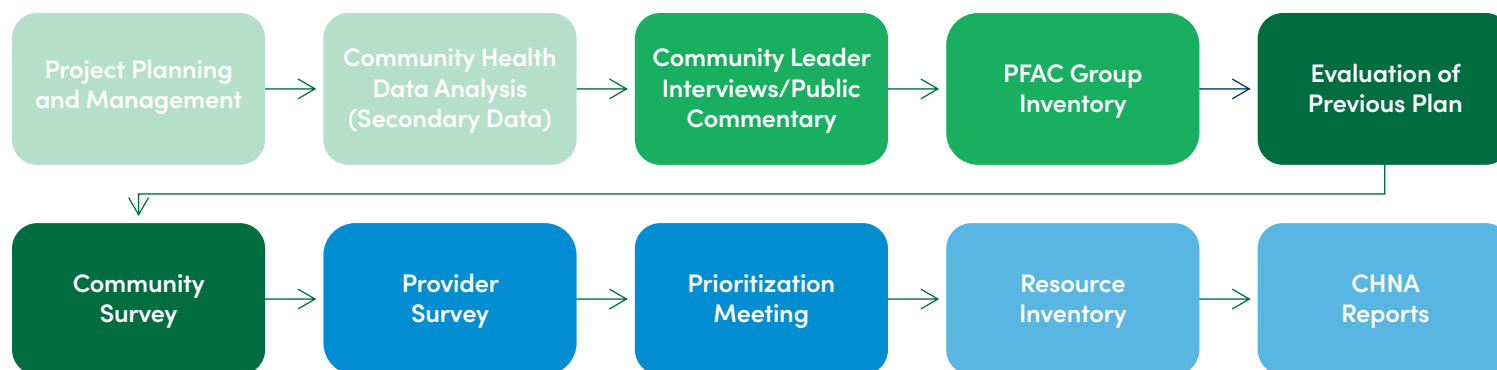 Project Planning
and Management
Community Health
Data Analysis
(Secondary Data)
Community Leader
Interviews/Public
Commentary
PFAC Group
Inventory
Evaluation of
Previous Plan
Community
Survey
Provider
Survey
Prioritization
Meeting
Resource
Inventory
CHNA
Reports